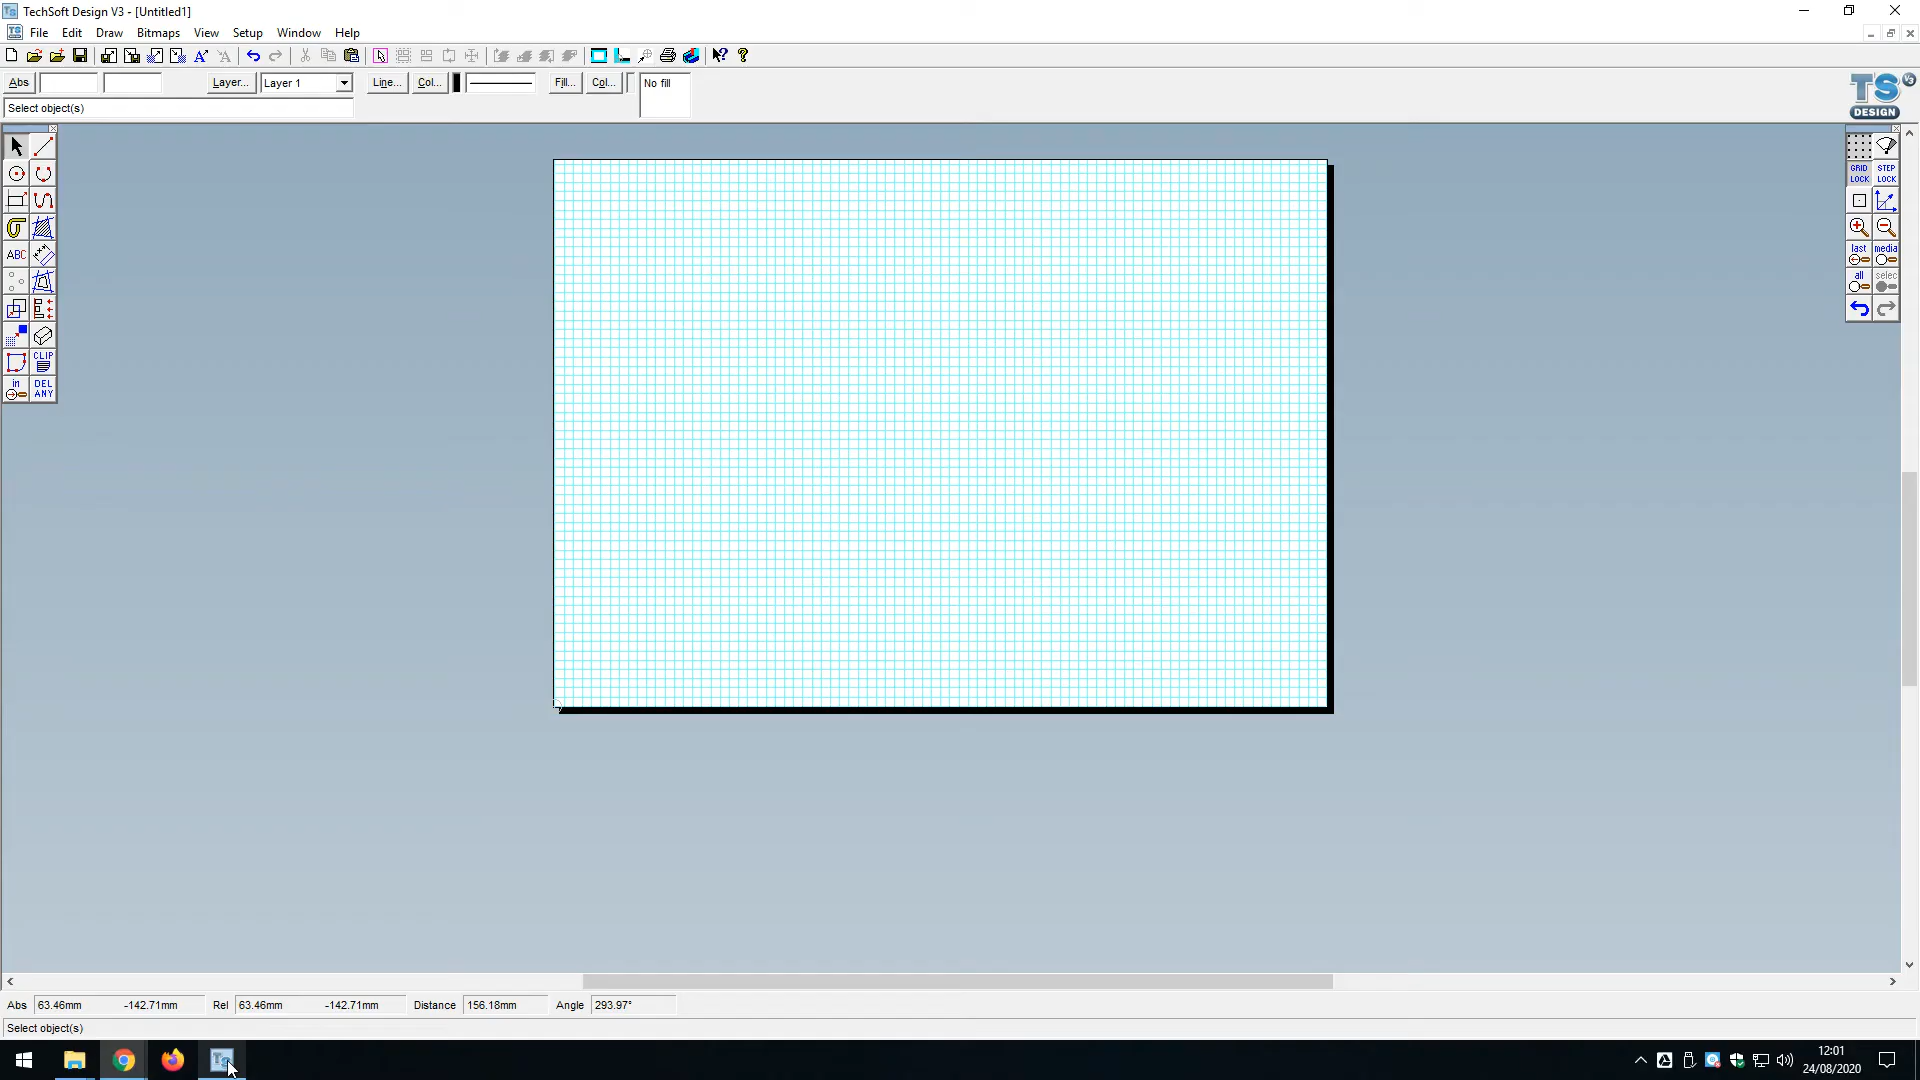 TechSoft Design V3 - [Untitled1]
File Edit Draw Bitmaps View Setup Window Help
Abs Layer... Layer 1 Line... Col... Fill... Col... No fill
Select object(s)
TS V3
DESIGN
GRID LOCK STEP LOCK
ABC
last media
all selec
CLIP
in DEL ANY
Abs 63.46mm -142.71mm Rel 63.46mm -142.71mm Distance 156.18mm Angle 293.97°
Select object(s)
12:01
24/08/2020